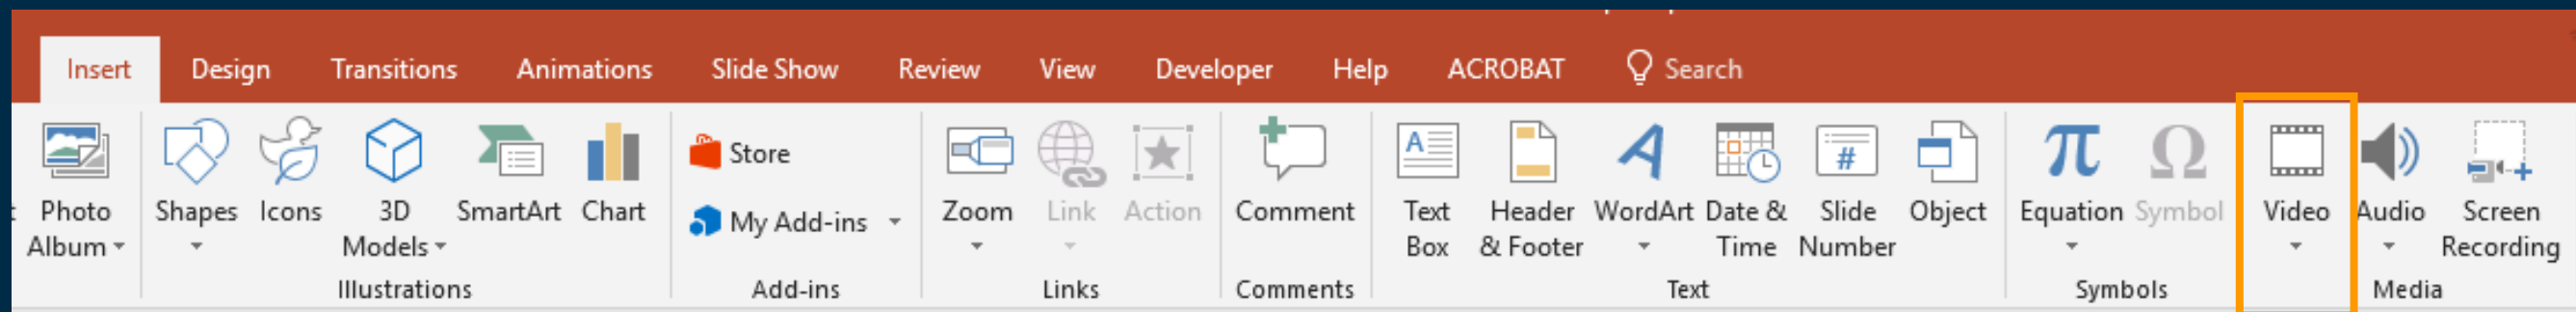 Insert Design Transitions Animations Slide Show Review View Developer Help ACROBAT Search
Photo Album
Shapes
Icons
3D Models
SmartArt
Chart
Illustrations
Store
My Add-ins
Add-ins
Zoom
Link
Action
Links
Comment
Comments
A
Text Box
Header & Footer
A
WordArt
Date & Time
#
Slide Number
Object
Text
π
Equation
Ω
Symbol
Symbols
Video
Audio
Screen Recording
Media